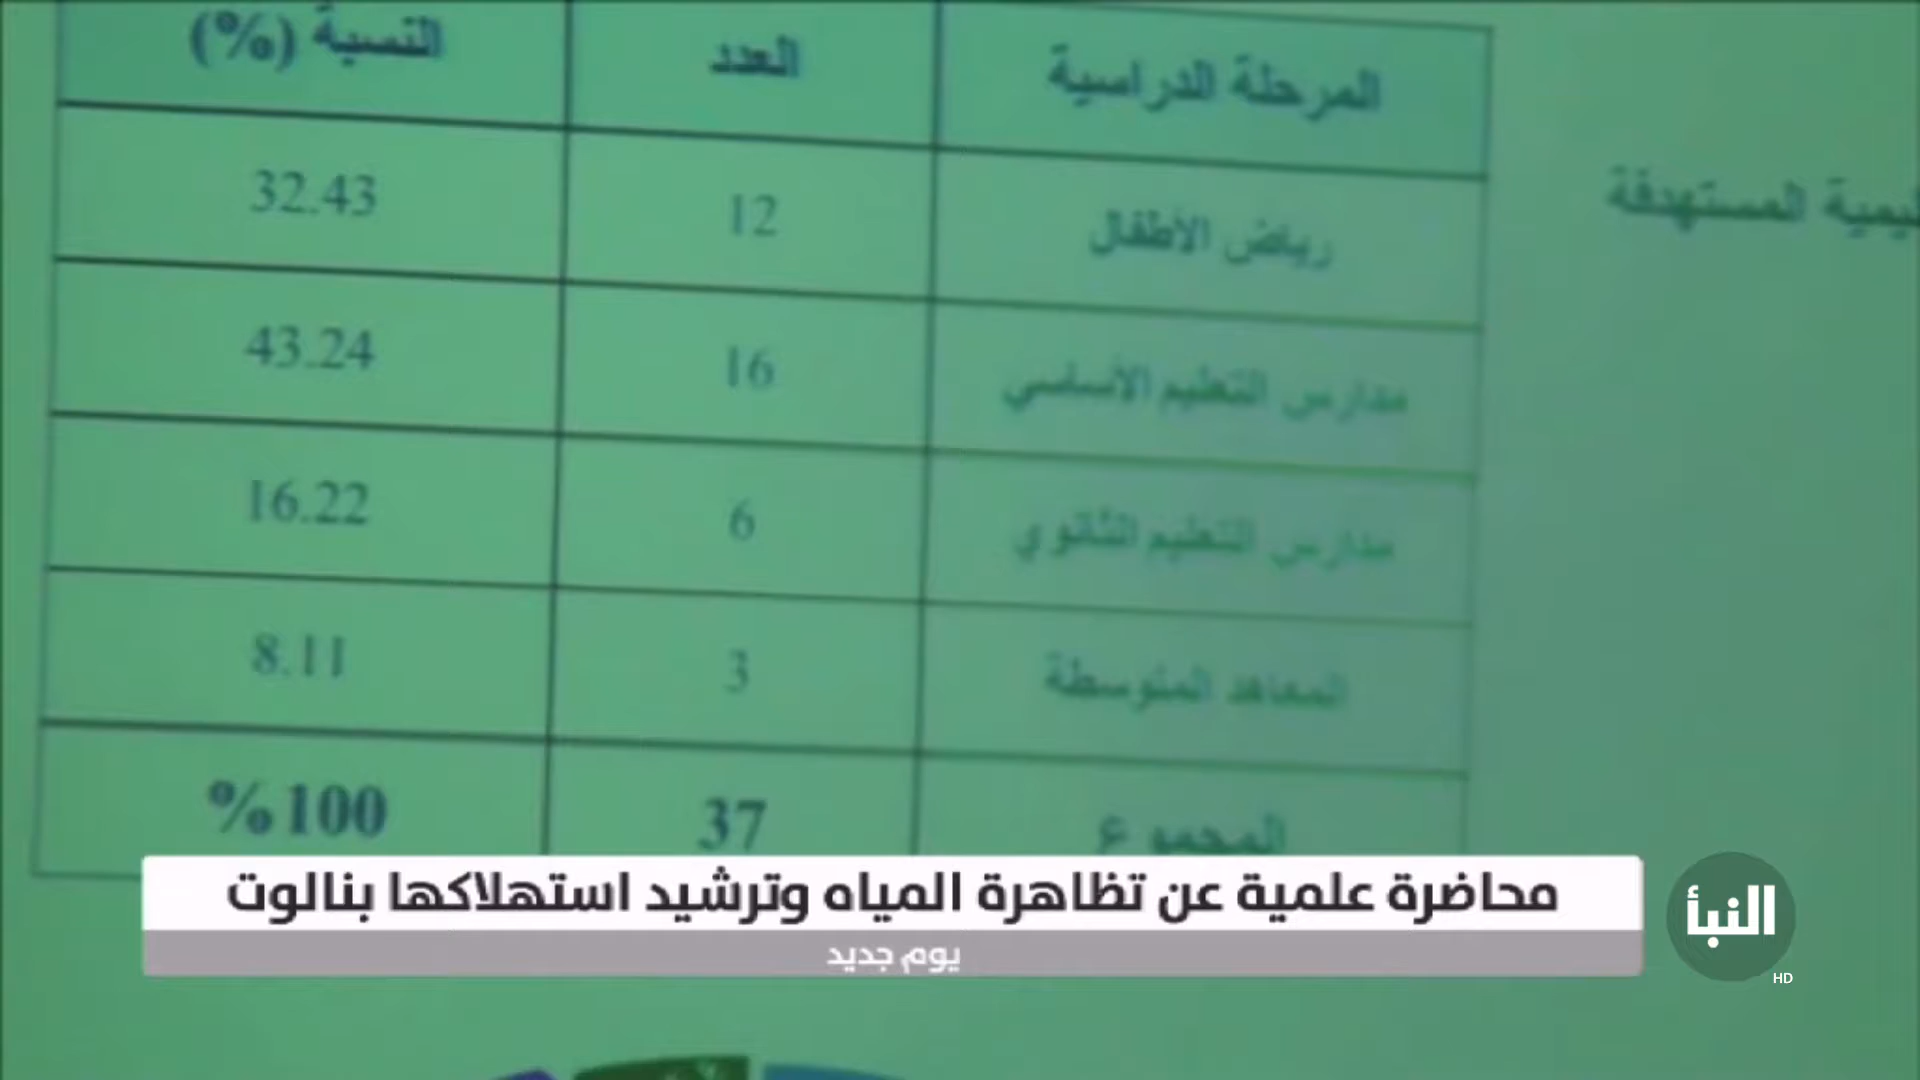 المرحلة الدراسية العدد النسبة (%)
رياض الأطفال 12 32.43
مدارس التعليم الأساسي 16 43.24
مدارس التعليم الثانوي 6 16.22
المعاهد المتوسطة 3 8.11
المجموع 37 %100
المستهدفة
محاضرة علمية عن تظاهرة المياه وترشيد استهلاكها بنالوت
يوم جديد
النبأ
HD